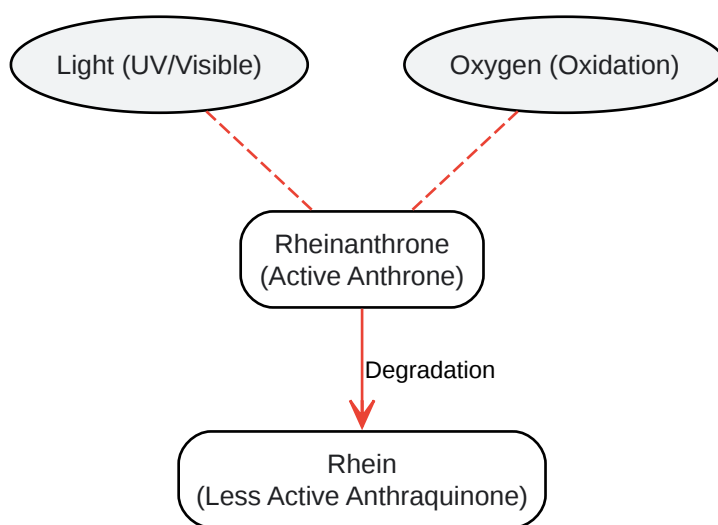 Light (UV/Visible)
Oxygen (Oxidation)
Rheinanthrone
(Active Anthrone)
Degradation
Rhein
(Less Active Anthraquinone)